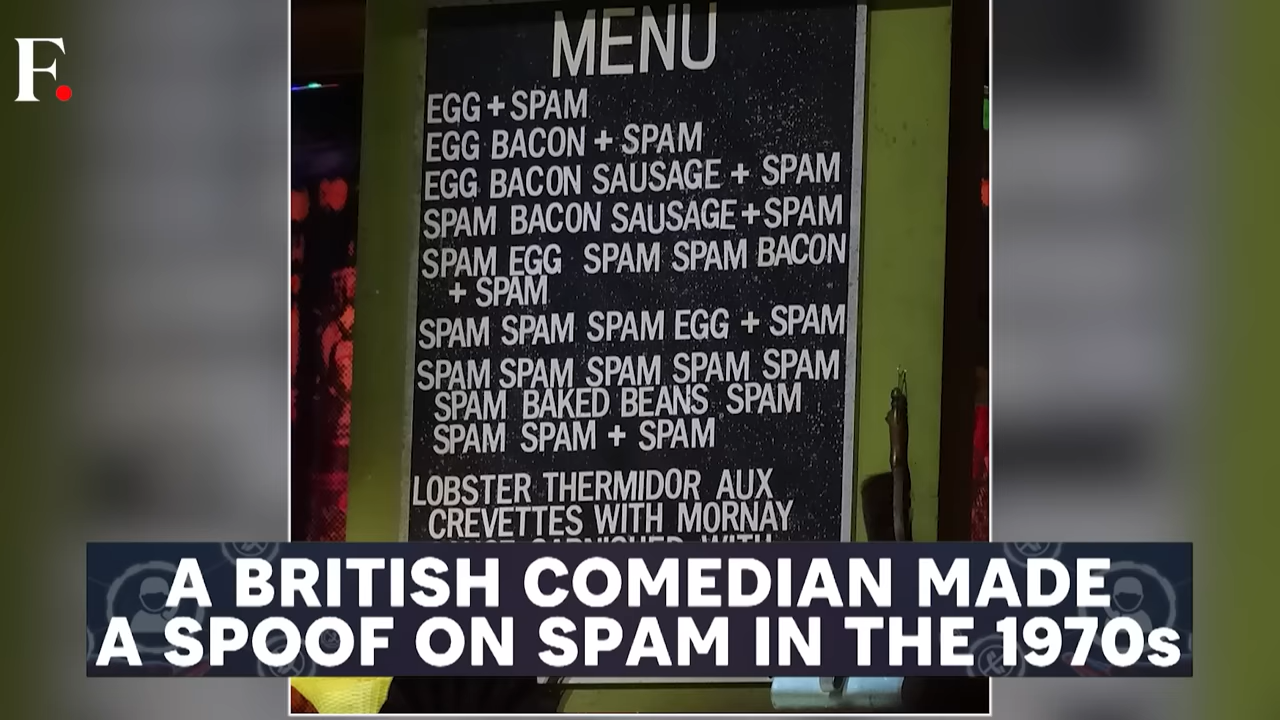 F.
MENU
EGG + SPAM
EGG BACON + SPAM
EGG BACON SAUSAGE + SPAM
SPAM BACON SAUSAGE + SPAM
SPAM EGG SPAM SPAM BACON
+ SPAM
SPAM SPAM SPAM EGG + SPAM
SPAM SPAM SPAM SPAM SPAM
SPAM BAKED BEANS SPAM
SPAM SPAM + SPAM
LOBSTER THERMIDOR AUX
CREVETTES WITH MORNAY
A BRITISH COMEDIAN MADE
A SPOOF ON SPAM IN THE 1970s